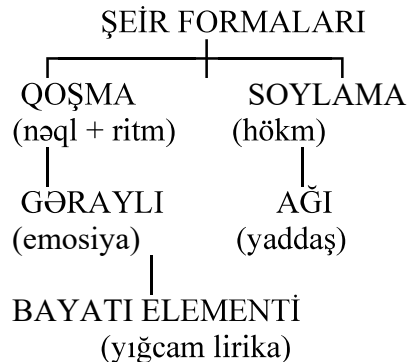 ŞEİR FORMALARI
QOŞMA SOYLAMA
(nəql + ritm) (hökm)
GƏRAYLI AĞI
(emosiya) (yaddaş)
BAYATI ELEMENTİ
(yığcam lirika)